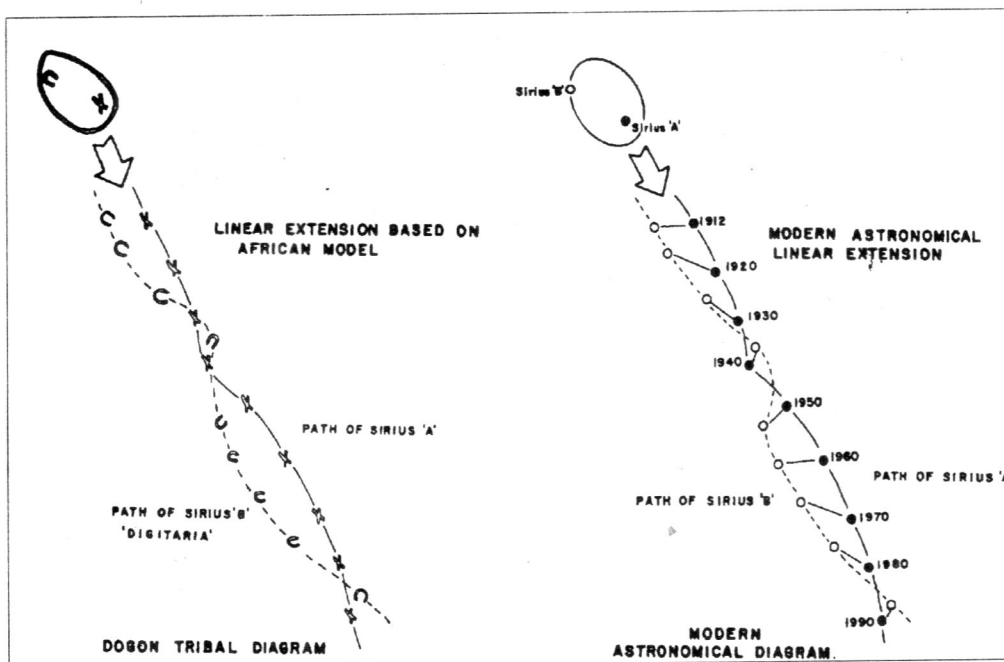 LINEAR EXTENSION BASED ON
AFRICAN MODEL
PATH OF SIRIUS 'A'
PATH OF SIRIUS 'B'
'DIGITARIA'
DOGON TRIBAL DIAGRAM
Sirius 'B'
Sirius 'A'
MODERN ASTRONOMICAL
LINEAR EXTENSION
1912
1920
1930
1940
1950
1960
1970
1980
1990
PATH OF SIRIUS 'A
PATH OF SIRIUS 'B'
MODERN
ASTRONOMICAL DIAGRAM.